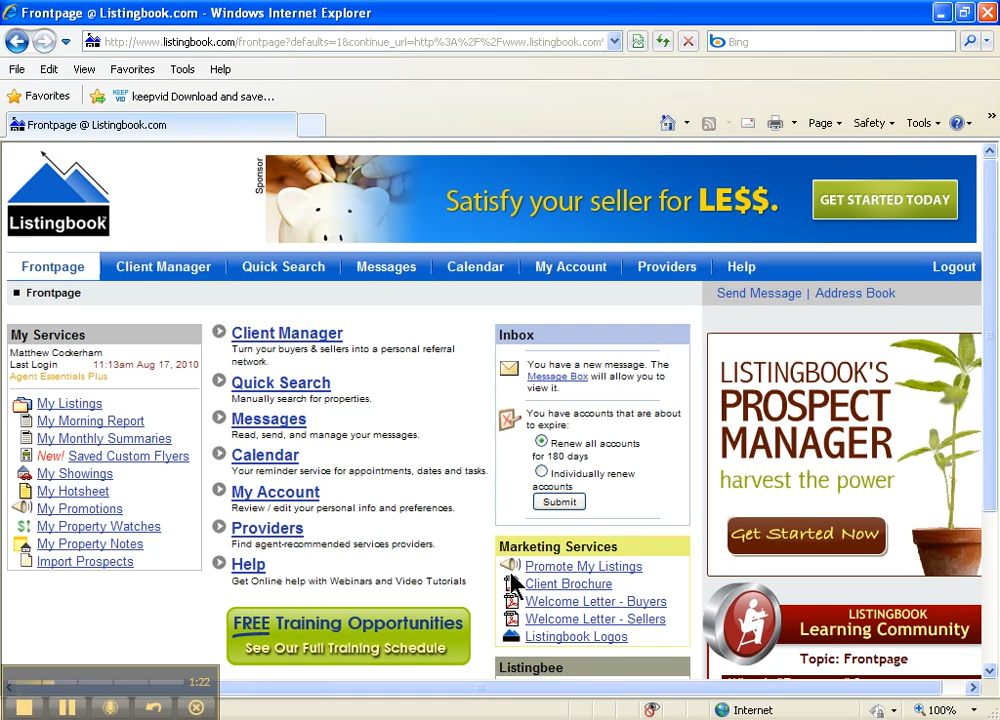 Frontpage @ Listingbook.com - Windows Internet Explorer
http://www.listingbook.com/frontpage?defaults=1&continue_url=http%3A%2F%2Fwww.listingbook.com
Bing
File Edit View Favorites Tools Help
Favorites KEEP VID keepvid Download and save...
Frontpage @ Listingbook.com
Page Safety Tools
Listingbook
Sponsor
Satisfy your seller for LE$$.
GET STARTED TODAY
Frontpage Client Manager Quick Search Messages Calendar My Account Providers Help Logout
Frontpage
Send Message | Address Book
My Services
Matthew Cockerham
Last Login 11:13am Aug 17, 2010
Agent Essentials Plus
My Listings
My Morning Report
My Monthly Summaries
New! Saved Custom Flyers
My Showings
My Hotsheet
My Promotions
My Property Watches
My Property Notes
Import Prospects
Client Manager
Turn your buyers & sellers into a personal referral
network.
Quick Search
Manually search for properties.
Messages
Read, send, and manage your messages.
Calendar
Your reminder service for appointments, dates and tasks.
My Account
Review / edit your personal info and preferences.
Providers
Find agent-recommended services providers.
Help
Get Online help with Webinars and Video Tutorials
FREE Training Opportunities
See Our Full Training Schedule
Inbox
You have a new message. The
Message Box will allow you to
view it.
You have accounts that are about
to expire:
Renew all accounts
for 180 days
Individually renew
accounts
Submit
Marketing Services
Promote My Listings
Client Brochure
Welcome Letter - Buyers
Welcome Letter - Sellers
Listingbook Logos
Listingbee
LISTINGBOOK'S
PROSPECT
MANAGER
harvest the power
Get Started Now
LISTINGBOOK
Learning Community
Topic: Frontpage
1:22
Internet
100%